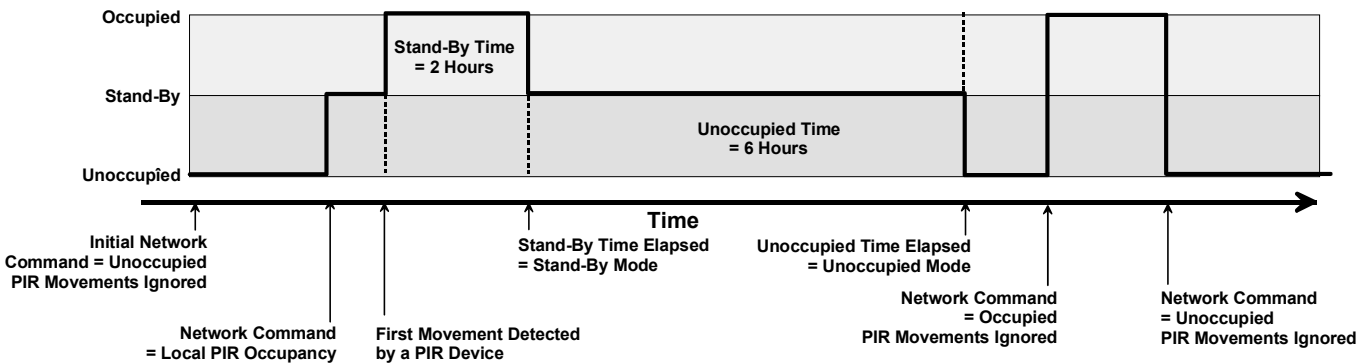 Occupied
Stand-By Time
= 2 Hours
Stand-By
Unoccupied Time
= 6 Hours
Unoccupied
Time
Initial Network
Command = Unoccupied
PIR Movements Ignored
Network Command
= Local PIR Occupancy
First Movement Detected
by a PIR Device
Stand-By Time Elapsed
= Stand-By Mode
Unoccupied Time Elapsed
= Unoccupied Mode
Network Command
= Occupied
PIR Movements Ignored
Network Command
= Unoccupied
PIR Movements Ignored